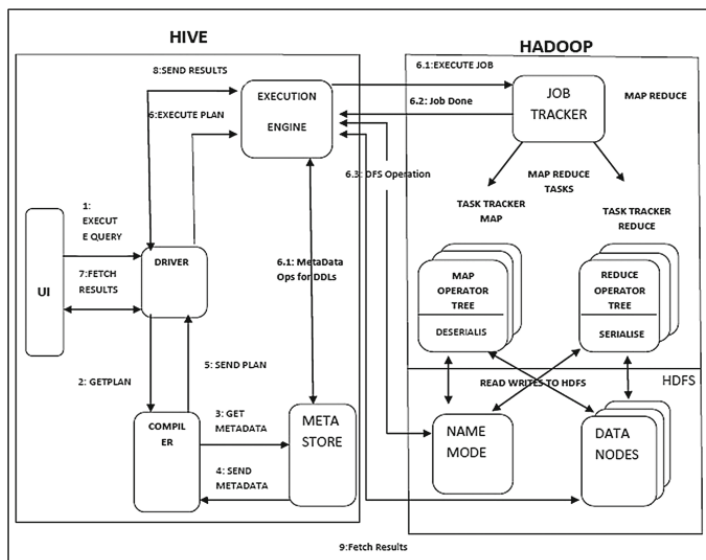 HIVE
HADOOP
8:SEND RESULTS
6:EXECUTE PLAN
EXECUTION
ENGINE
6.1:EXECUTE JOB
6.2: Job Done
JOB
TRACKER
MAP REDUCE
6.3: DFS Operation
MAP REDUCE
TASKS
TASK TRACKER
MAP
TASK TRACKER
REDUCE
1:
EXECUT
E QUERY
UI
7:FETCH
RESULTS
DRIVER
6.1: MetaData
Ops for DDLs
MAP
OPERATOR
TREE
DESERIALIS
REDUCE
OPERATOR
TREE
SERIALISE
2: GETPLAN
5: SEND PLAN
READ WRITES TO HDFS
HDFS
COMPIL
ER
3: GET
METADATA
4: SEND
METADATA
META
STORE
NAME
MODE
DATA
NODES
9:Fetch Results